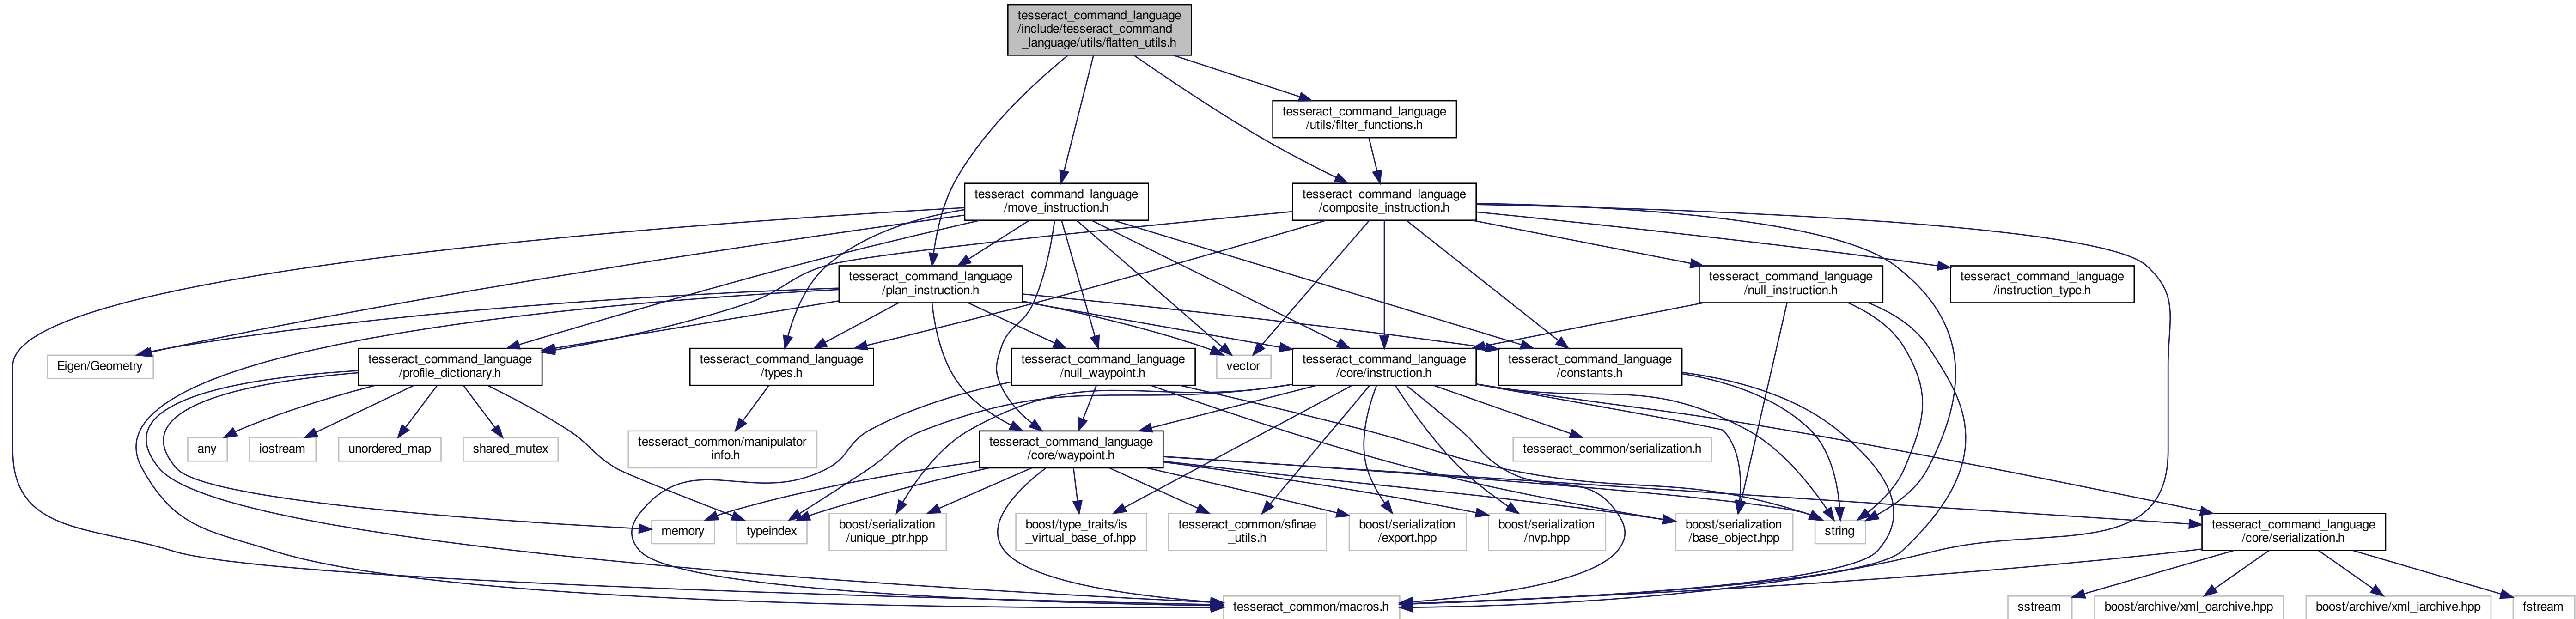 tesseract_command_language
/include/tesseract_command
_language/utils/flatten_utils.h
tesseract_command_language
/utils/filter_functions.h
tesseract_command_language
/move_instruction.h
tesseract_command_language
/composite_instruction.h
tesseract_command_language
/plan_instruction.h
tesseract_command_language
/null_instruction.h
tesseract_command_language
/instruction_type.h
Eigen/Geometry
tesseract_command_language
/profile_dictionary.h
tesseract_command_language
/types.h
tesseract_command_language
/null_waypoint.h
vector
tesseract_command_language
/core/instruction.h
tesseract_command_language
/constants.h
any
iostream
unordered_map
shared_mutex
tesseract_common/manipulator
_info.h
tesseract_command_language
/core/waypoint.h
tesseract_common/serialization.h
memory
typeindex
boost/serialization
/unique_ptr.hpp
boost/type_traits/is
_virtual_base_of.hpp
tesseract_common/sfinae
_utils.h
boost/serialization
/export.hpp
boost/serialization
/nvp.hpp
boost/serialization
/base_object.hpp
string
tesseract_command_language
/core/serialization.h
tesseract_common/macros.h
sstream
boost/archive/xml_oarchive.hpp
boost/archive/xml_iarchive.hpp
fstream